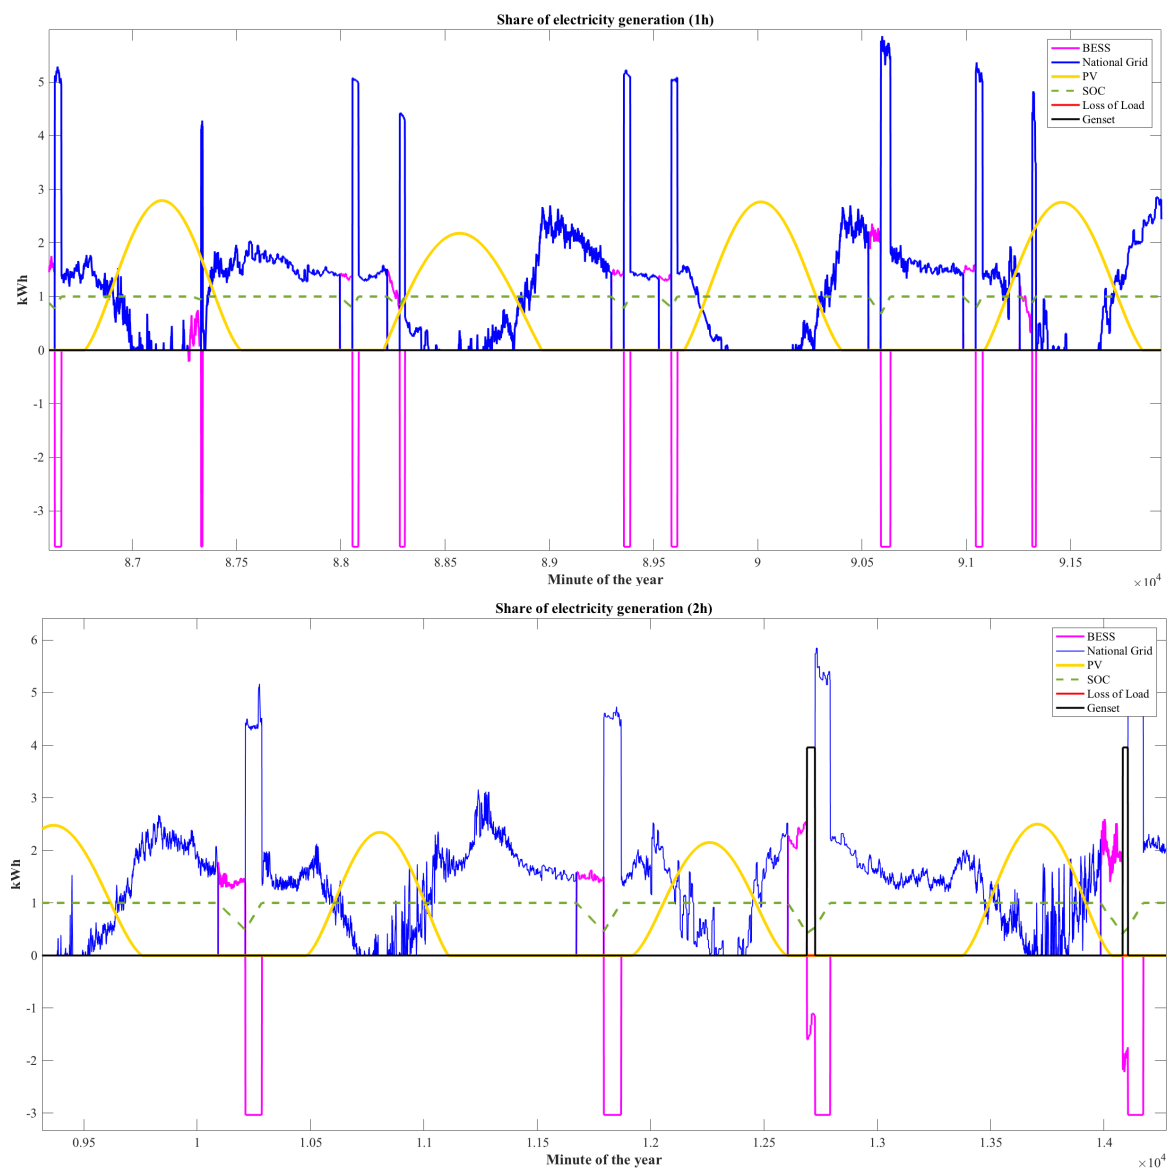 Share of electricity generation (1h)
BESS
National Grid
PV
SOC
Loss of Load
Genset
kWh
5
4
3
2
1
0
-1
-2
-3
8.7
8.75
8.8
8.85
8.9
8.95
9
9.05
9.1
9.15
Minute of the year
×10⁴
Share of electricity generation (2h)
BESS
National Grid
PV
SOC
Loss of Load
Genset
kWh
6
5
4
3
2
1
0
-1
-2
-3
0.95
1
1.05
1.1
1.15
1.2
1.25
1.3
1.35
1.4
Minute of the year
×10⁴